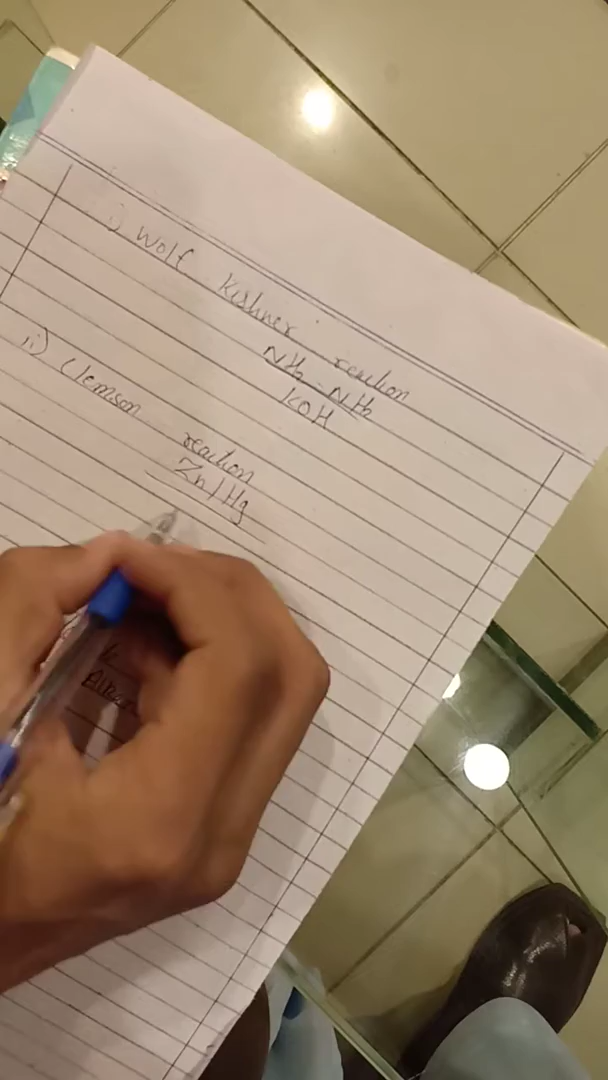 i) Wolf Kishner reaction
NH2-NH2
KOH
ii) Clemson reaction
Zn/Hg